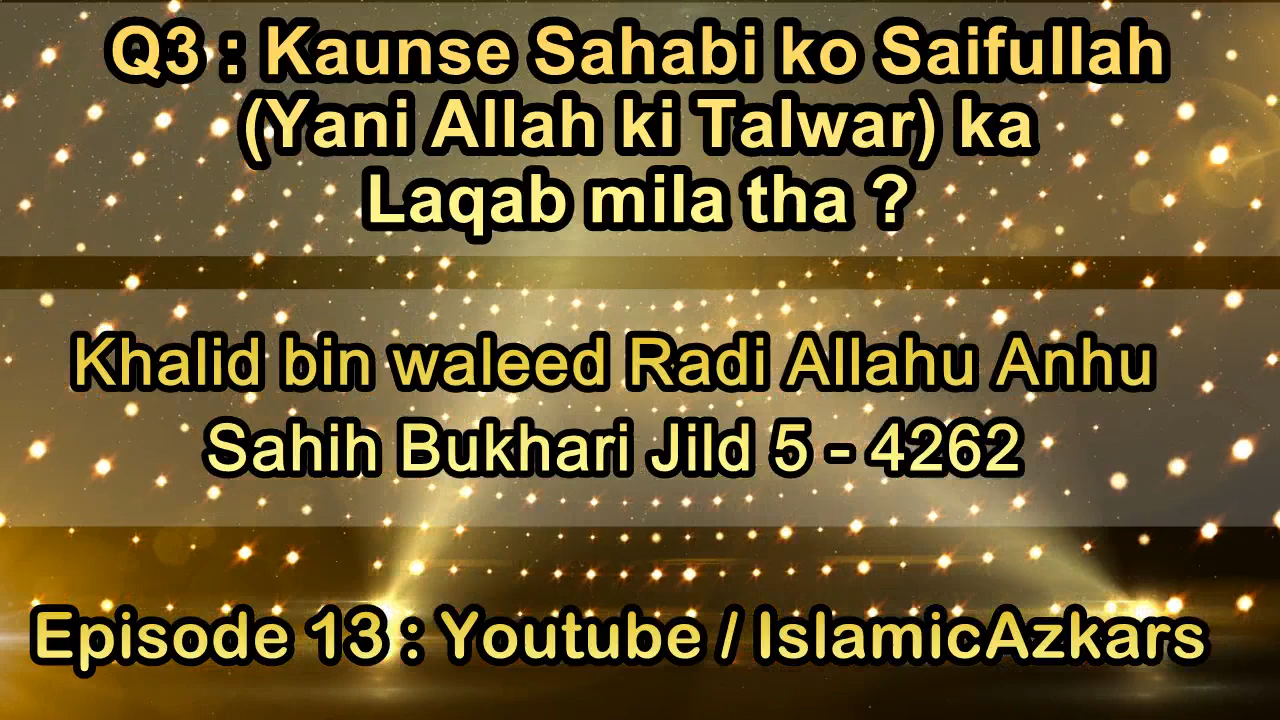 Q3 : Kaunse Sahabi ko Saifullah
(Yani Allah ki Talwar) ka
Laqab mila tha ?
Khalid bin waleed Radi Allahu Anhu
Sahih Bukhari Jild 5 - 4262
Episode 13 : Youtube / IslamicAzkars